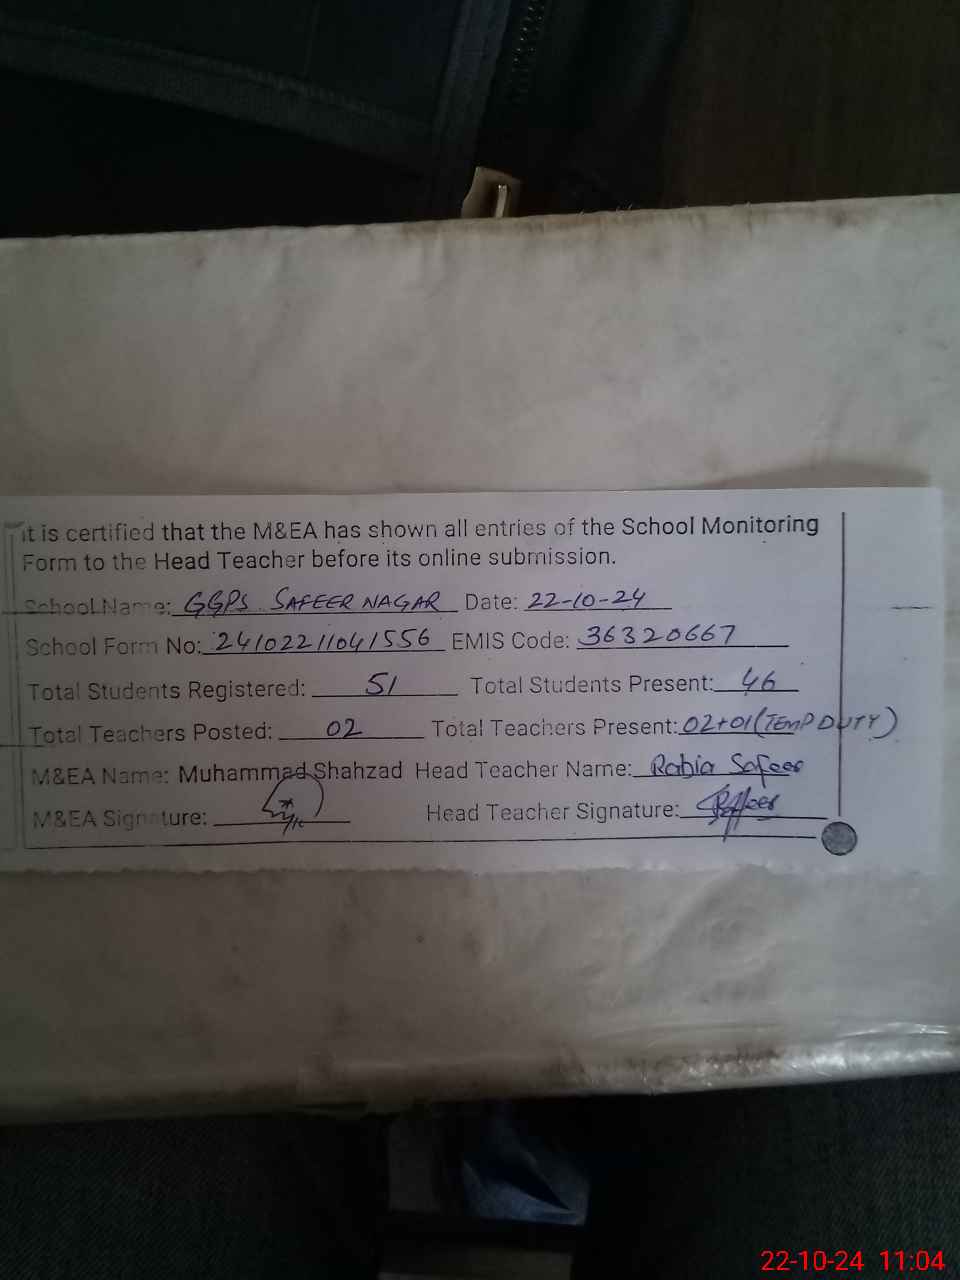 it is certified that the M&EA has shown all entries of the School Monitoring
Form to the Head Teacher before its online submission.
School Name: GGPS. SAFEER NAGAR Date: 22-10-24
School Form No: 24102211041556 EMIS Code: 36320667
Total Students Registered: 51 Total Students Present: 46
Total Teachers Posted: 02 Total Teachers Present: 02+01(TEMP DUTY)
M&EA Name: Muhammad Shahzad Head Teacher Name: Rabia Safeer
M&EA Signature: Head Teacher Signature:
22-10-24 11:04